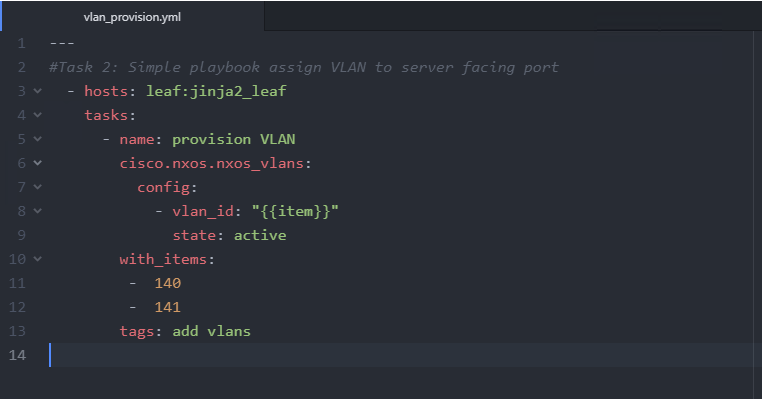 vlan_provision.yml
1 ---
2 #Task 2: Simple playbook assign VLAN to server facing port
3   - hosts: leaf:jinja2_leaf
4     tasks:
5       - name: provision VLAN
6         cisco.nxos.nxos_vlans:
7           config:
8             - vlan_id: "{{item}}"
9               state: active
10         with_items:
11          -  140
12          -  141
13         tags: add vlans
14